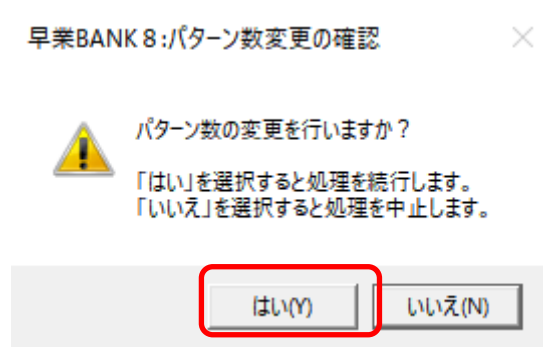 早業BANK 8:パターン数変更の確認
パターン数の変更を行いますか？
「はい」を選択すると処理を続行します。
「いいえ」を選択すると処理を中止します。
はい(Y)
いいえ(N)